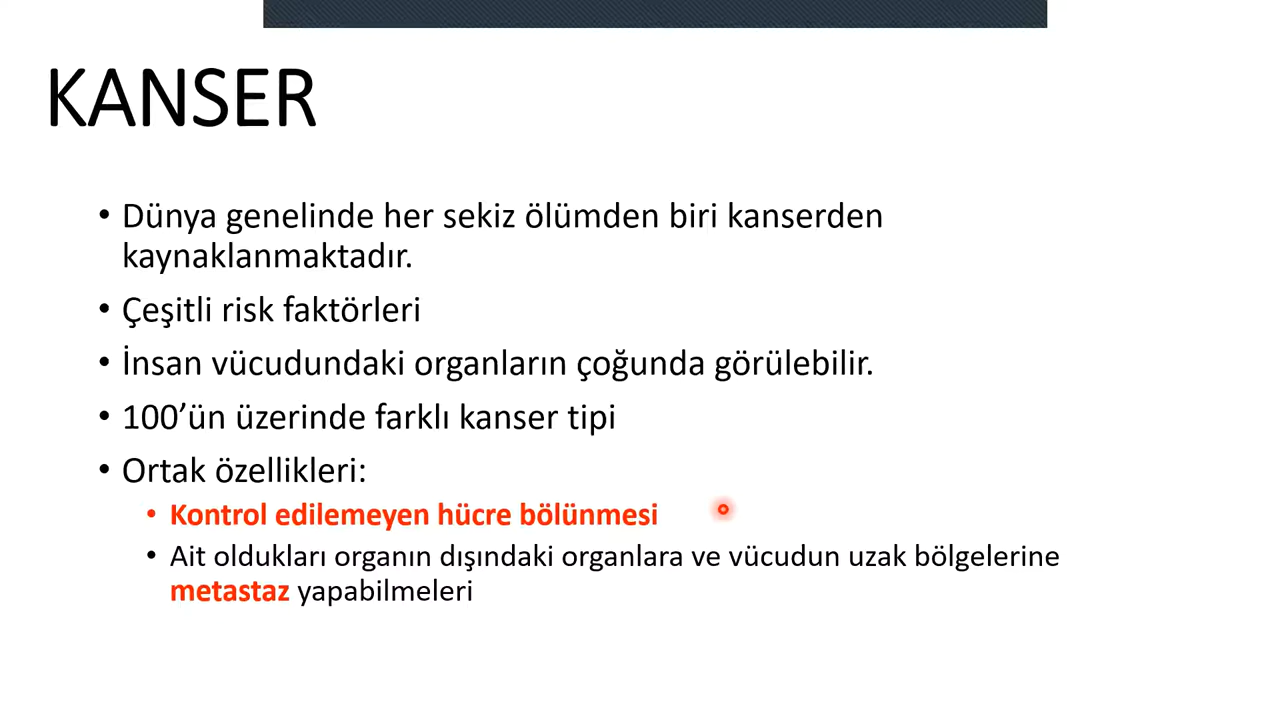 KANSER
• Dünya genelinde her sekiz ölümden biri kanserden
kaynaklanmaktadır.
• Çeşitli risk faktörleri
• İnsan vücudundaki organların çoğunda görülebilir.
• 100’ün üzerinde farklı kanser tipi
• Ortak özellikleri:
• Kontrol edilemeyen hücre bölünmesi
• Ait oldukları organın dışındaki organlara ve vücudun uzak bölgelerine
metastaz yapabilmeleri